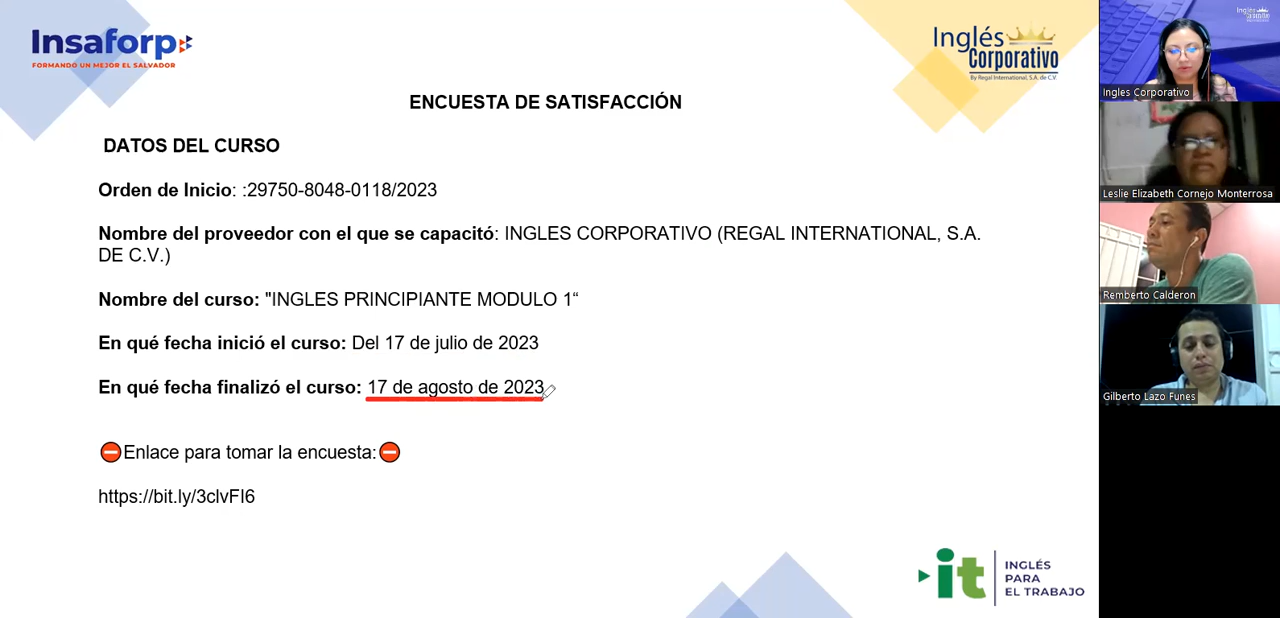 Insaforp
FORMANDO UN MEJOR EL SALVADOR
Inglés
Corporativo
By Regal International, S.A. de C.V.
ENCUESTA DE SATISFACCIÓN
DATOS DEL CURSO
Orden de Inicio: :29750-8048-0118/2023
Nombre del proveedor con el que se capacitó: INGLES CORPORATIVO (REGAL INTERNATIONAL, S.A.
DE C.V.)
Nombre del curso: "INGLES PRINCIPIANTE MODULO 1“
En qué fecha inició el curso: Del 17 de julio de 2023
En qué fecha finalizó el curso: 17 de agosto de 2023
Enlace para tomar la encuesta:
https://bit.ly/3clvFI6
it
INGLÉS
PARA
EL TRABAJO
Ingles Corporativo
Leslie Elizabeth Cornejo Monterrosa
Remberto Calderon
Gilberto Lazo Funes